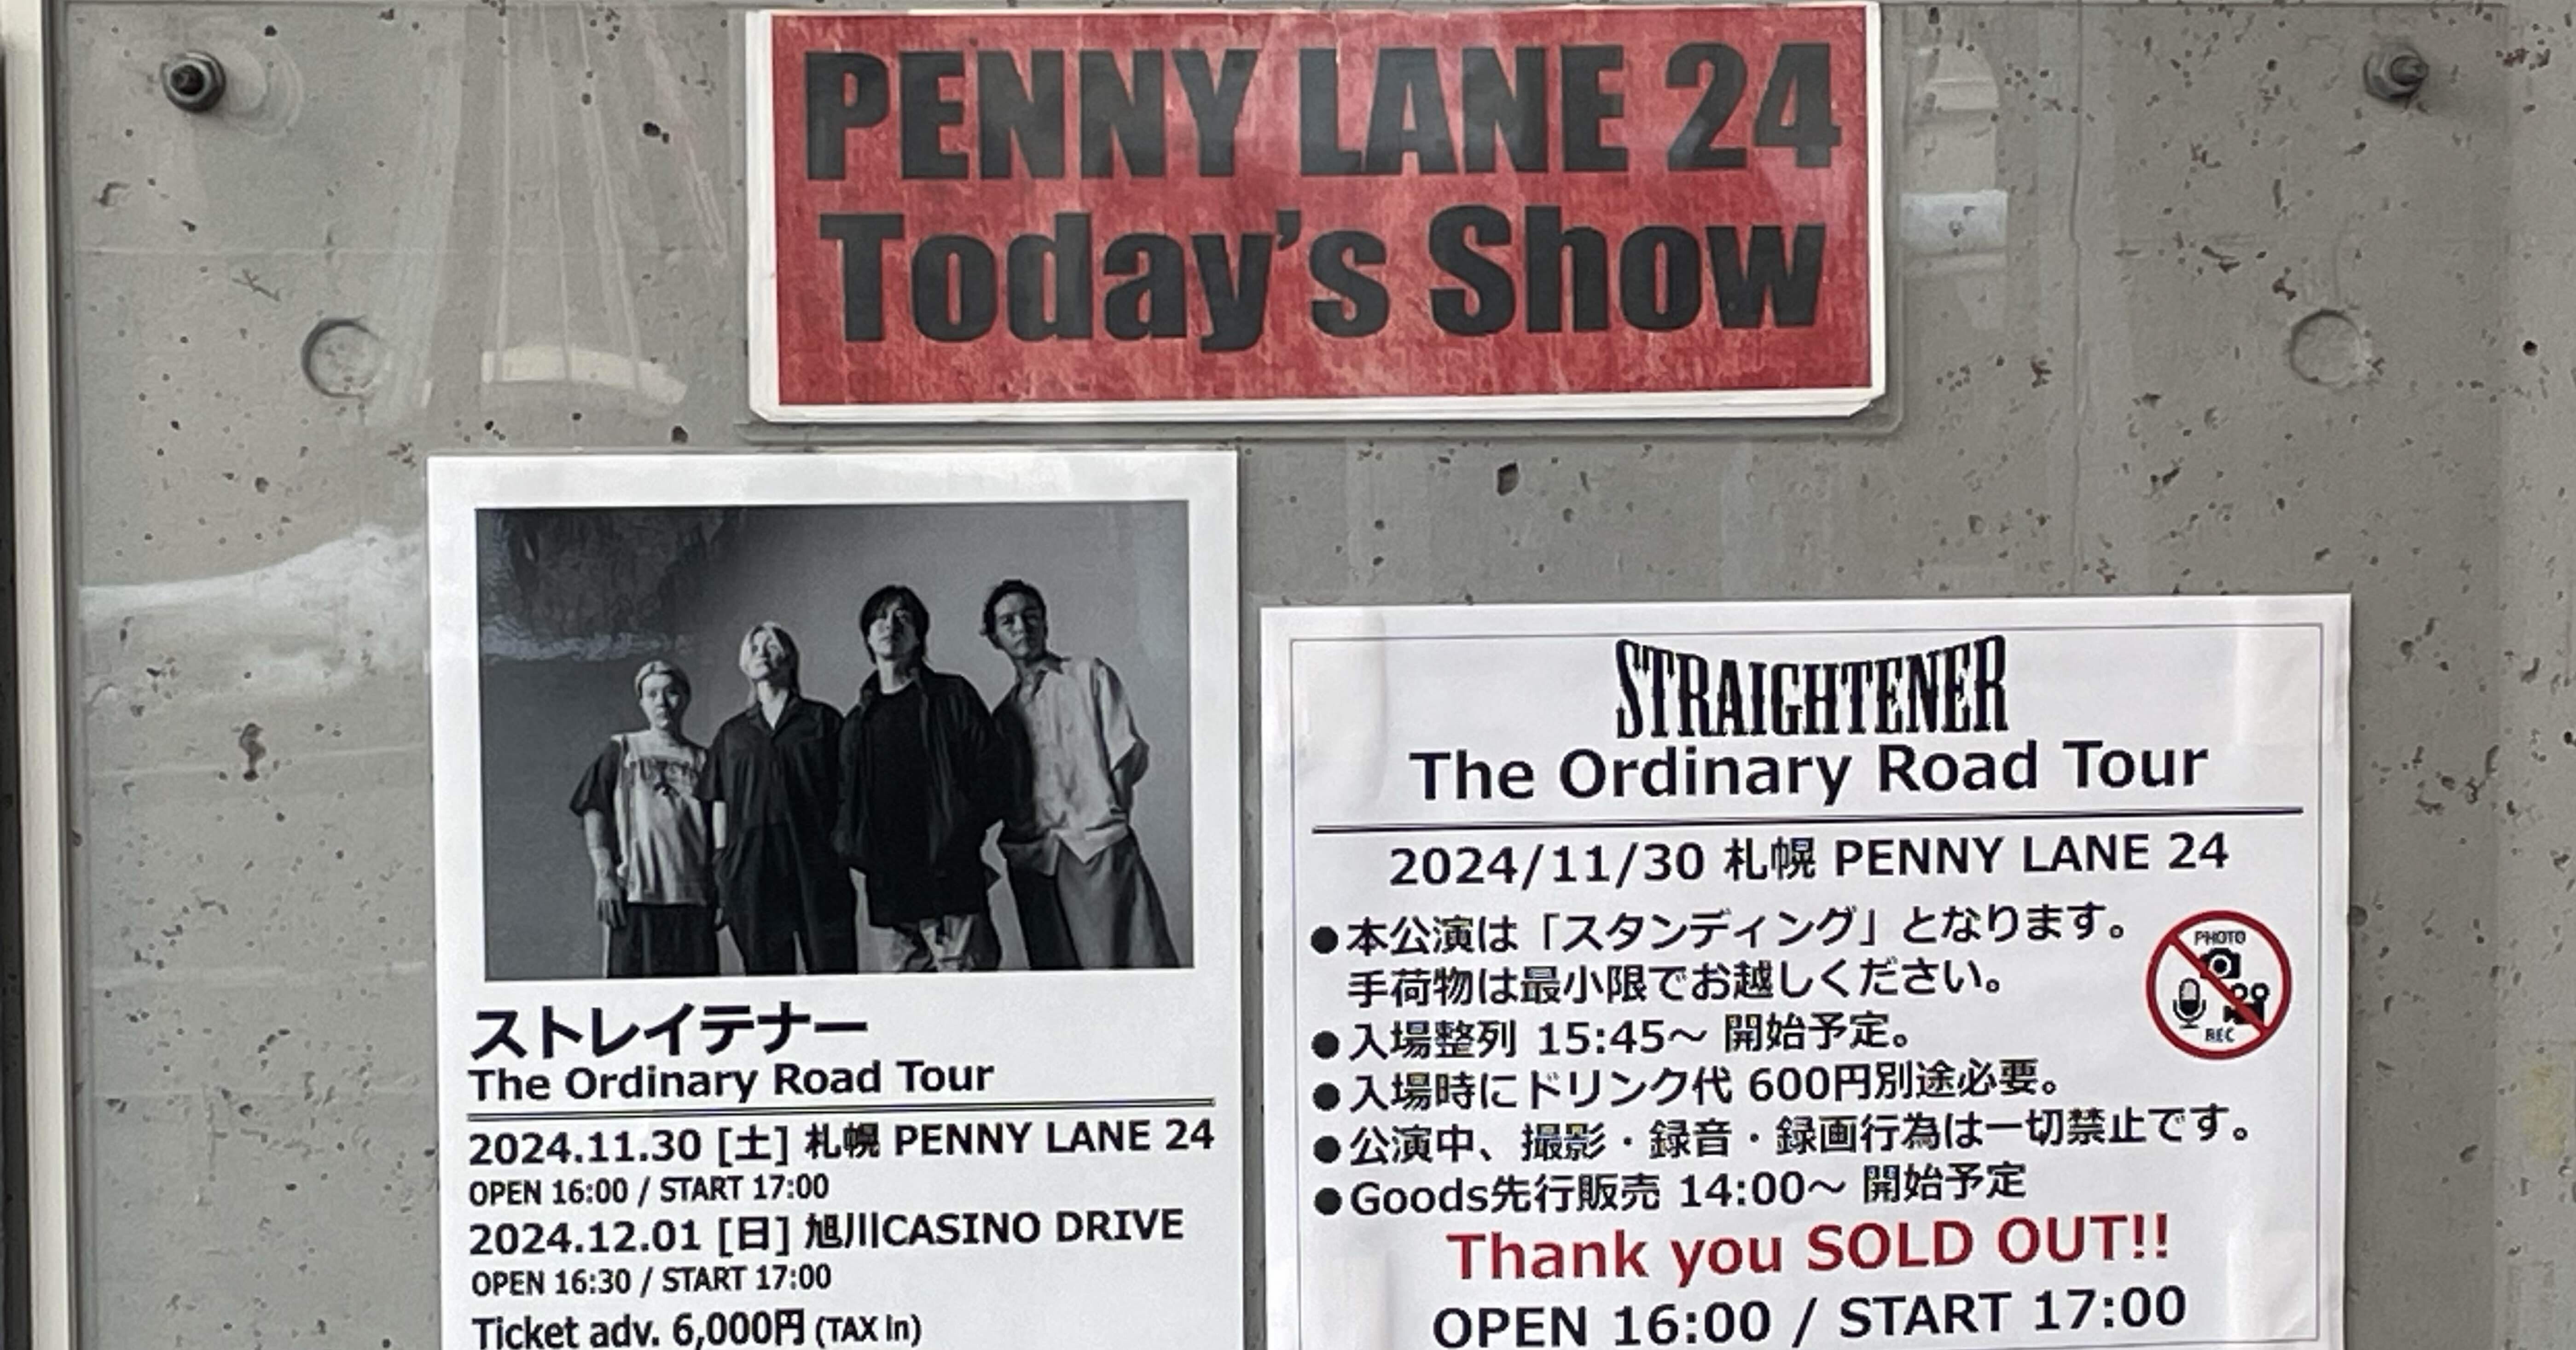 PENNY LANE 24
Today's Show
ストレイテナー
The Ordinary Road Tour
2024.11.30 [土] 札幌 PENNY LANE 24
OPEN 16:00 / START 17:00
2024.12.01 [日] 旭川CASINO DRIVE
OPEN 16:30 / START 17:00
Ticket adv. 6,000円 (TAX in)
STRAIGHTENER
The Ordinary Road Tour
2024/11/30 札幌 PENNY LANE 24
●本公演は「スタンディング」となります。
手荷物は最小限でお越しください。
●入場整列 15:45～ 開始予定。
●入場時にドリンク代 600円別途必要。
●公演中、撮影・録音・録画行為は一切禁止です。
●Goods先行販売 14:00～ 開始予定
PHOTO
REC
Thank you SOLD OUT!!
OPEN 16:00 / START 17:00